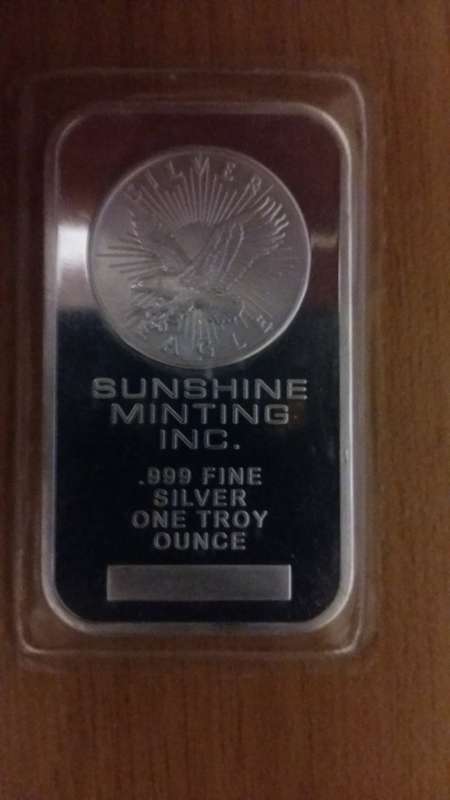 SILVER
EAGLE
SUNSHINE
MINTING
INC.
.999 FINE
SILVER
ONE TROY
OUNCE